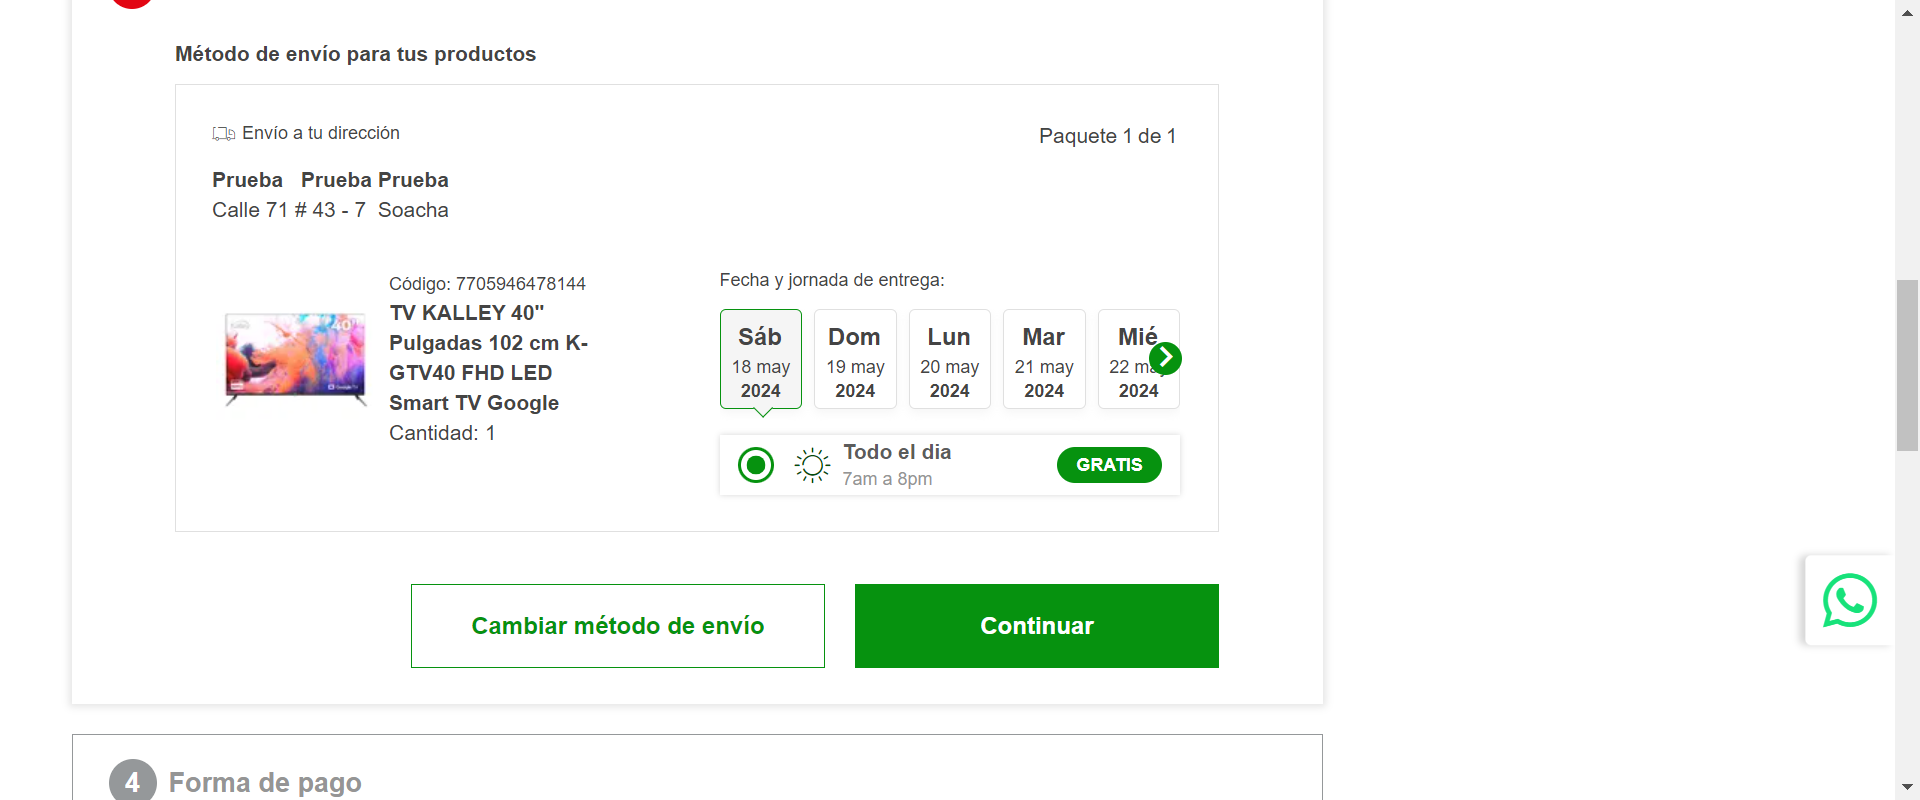 Método de envío para tus productos
Envío a tu dirección
Paquete 1 de 1
Prueba Prueba Prueba
Calle 71 # 43 - 7 Soacha
Código: 7705946478144
TV KALLEY 40"
Pulgadas 102 cm K-
GTV40 FHD LED
Smart TV Google
Cantidad: 1
Fecha y jornada de entrega:
Sáb Dom Lun Mar Mié
18 may 19 may 20 may 21 may 22
2024 2024 2024 2024 2024
Todo el dia
7am a 8pm
GRATIS
Cambiar método de envío
Continuar
4 Forma de pago